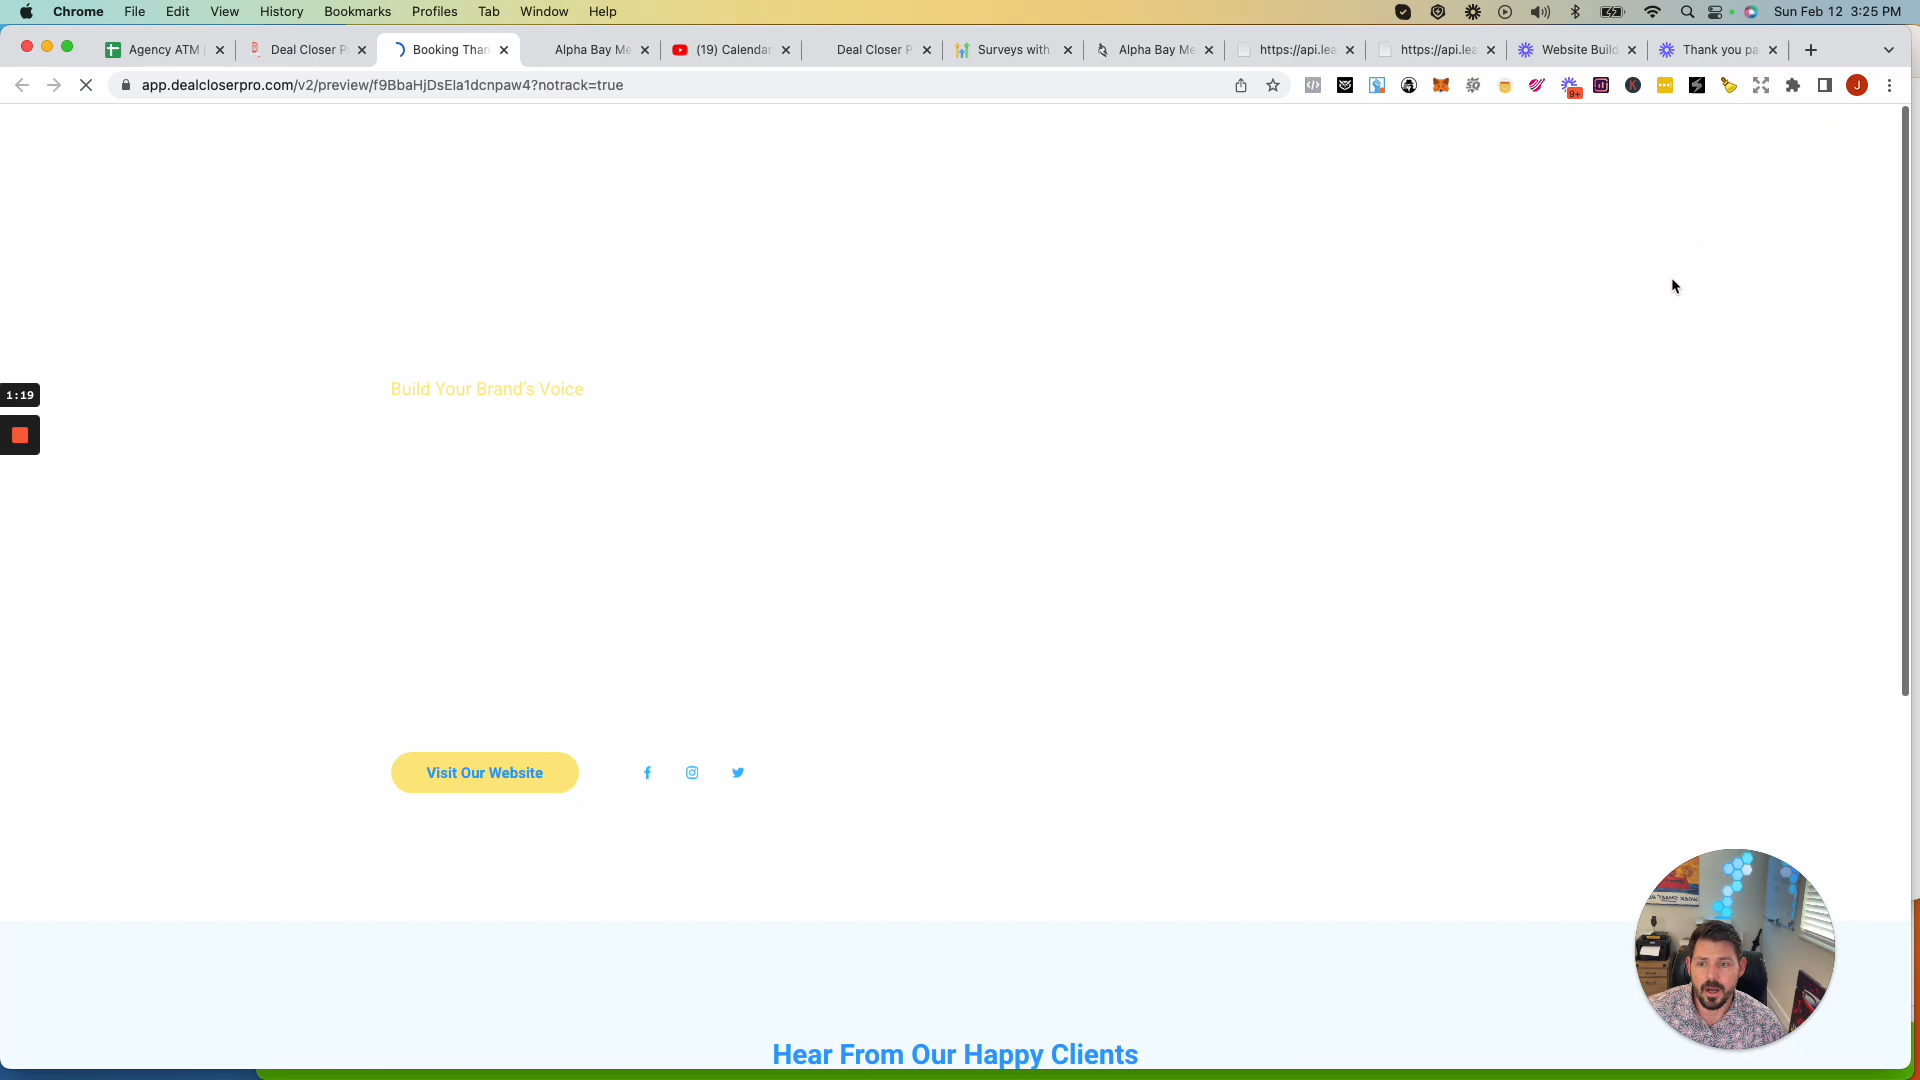 Chrome File Edit View History Bookmarks Profiles Tab Window Help
Sun Feb 12 3:25 PM
Agency ATM
Deal Closer P
Booking Than
Alpha Bay Me
(19) Calendar
Deal Closer P
Surveys with
Alpha Bay Me
https://api.lea
https://api.lea
Website Build
Thank you pa
app.dealcloserpro.com/v2/preview/f9BbaHjDsEla1dcnpaw4?notrack=true
9+
J
Build Your Brand's Voice
1:19
Visit Our Website
Hear From Our Happy Clients